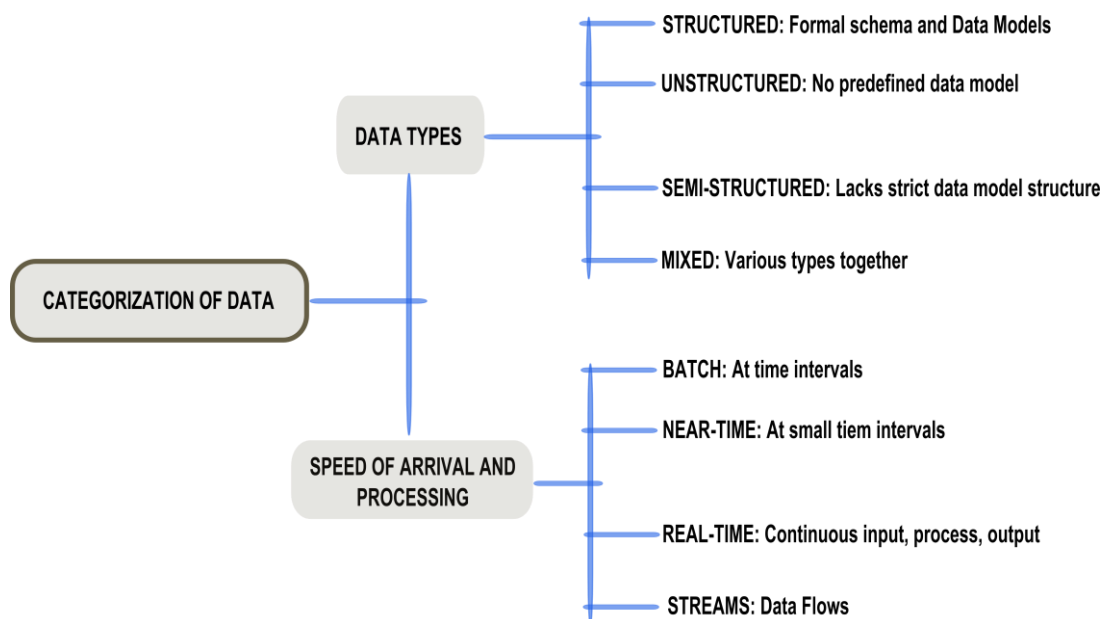 STRUCTURED: Formal schema and Data Models
UNSTRUCTURED: No predefined data model
DATA TYPES
SEMI-STRUCTURED: Lacks strict data model structure
MIXED: Various types together
CATEGORIZATION OF DATA
BATCH: At time intervals
NEAR-TIME: At small tiem intervals
SPEED OF ARRIVAL AND
PROCESSING
REAL-TIME: Continuous input, process, output
STREAMS: Data Flows